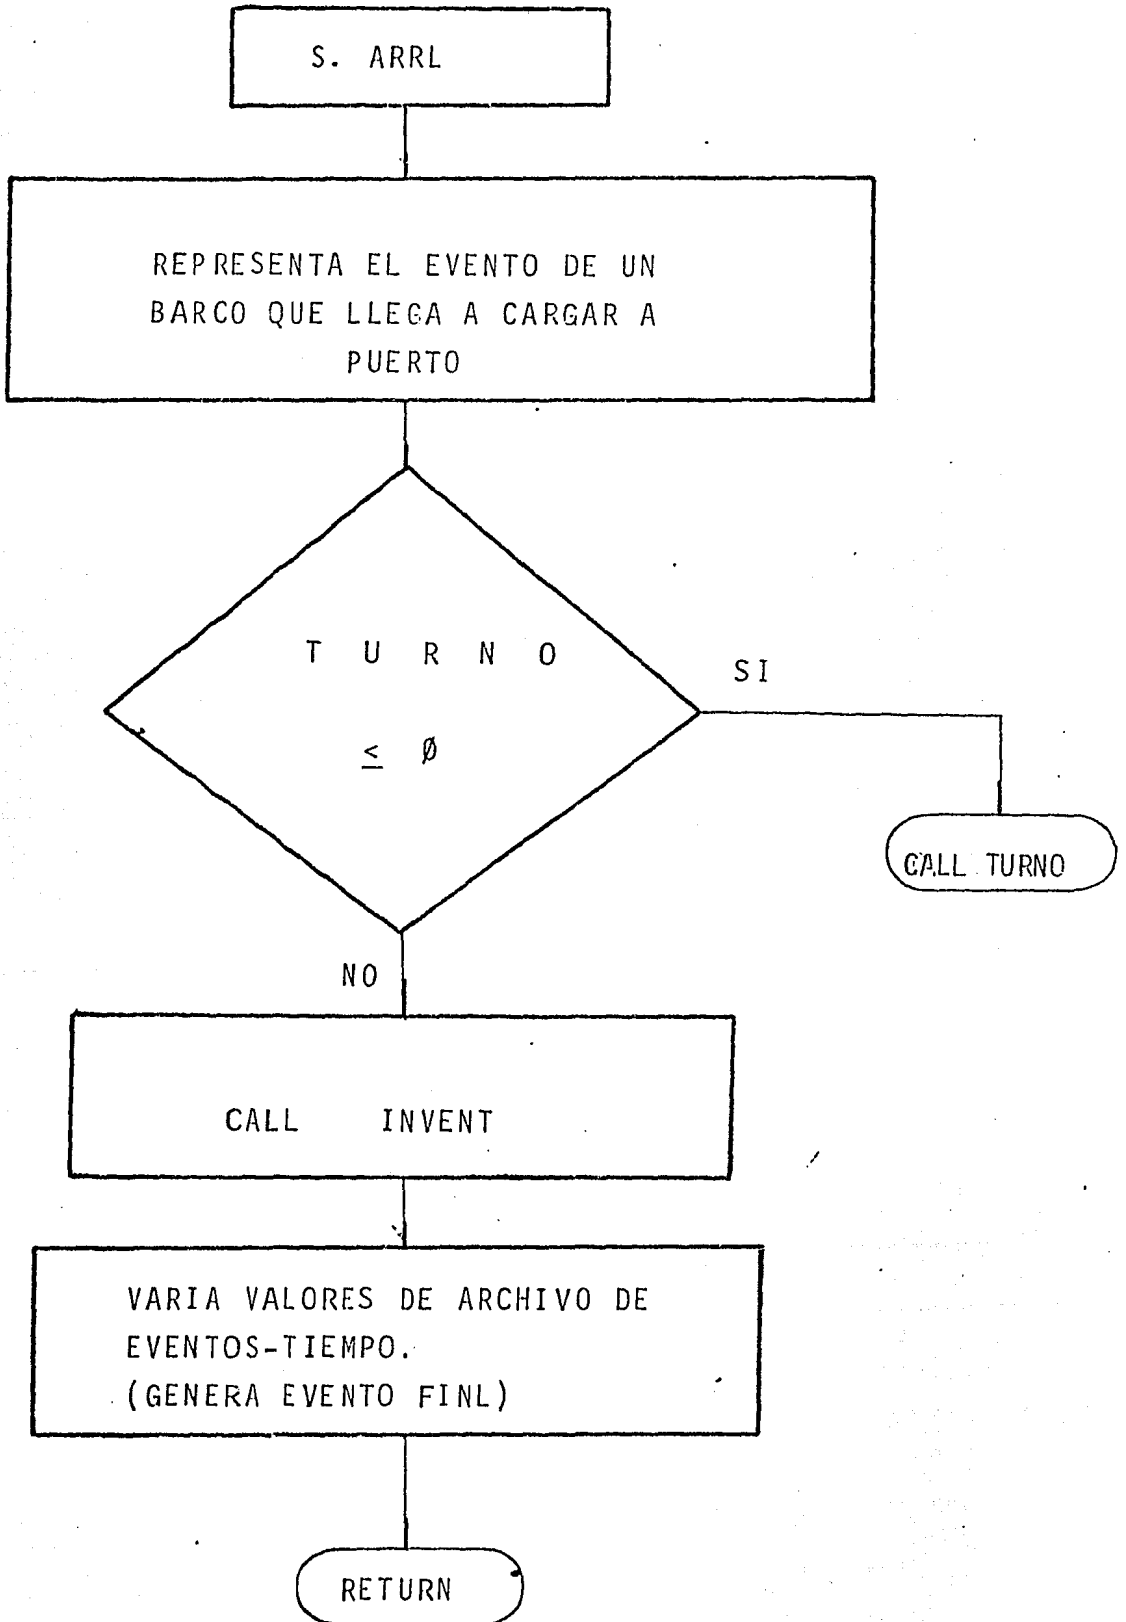 S. ARRL
REPRESENTA EL EVENTO DE UN
BARCO QUE LLEGA A CARGAR A
PUERTO
T U R N O
≤ Ø
SI
CALL TURNO
NO
CALL INVENT
VARIA VALORES DE ARCHIVO DE
EVENTOS-TIEMPO.
(GENERA EVENTO FINL)
RETURN